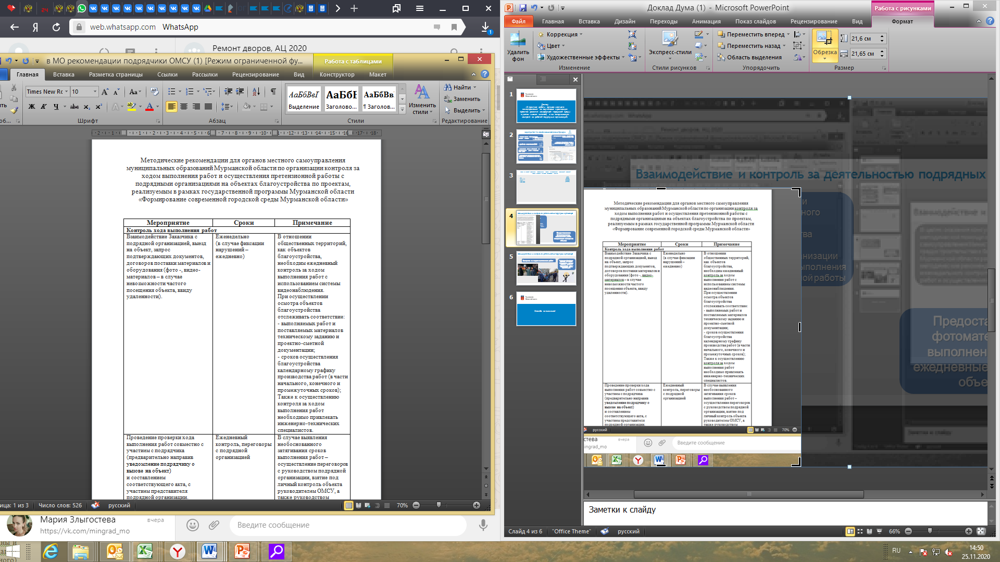 web.whatsapp.com WhatsApp
Ремонт дворов, АЦ 2020
в МО рекомендации подрядчики ОМСУ (1) [Режим ограниченной фу...
Работа с таблицами
Главная Вставка Разметка страницы Ссылки Рассылки Рецензирование Вид Конструктор Макет
Times New Ro 10
Найти
Заменить
Выделить
АаБбВвІ АаБбЕ АаБбВв
Выделение Заголово... ¶ Заголов...
Изменить
стили
Шрифт Абзац Стили Редактирование
Методические рекомендации для органов местного самоуправления
муниципальных образований Мурманской области по организации контроля за
ходом выполнения работ и осуществления претензионной работы с
подрядными организациями на объектах благоустройства по проектам,
реализуемым в рамках государственной программы Мурманской области
«Формирование современной городской среды Мурманской области»
Мероприятие Сроки Примечание
Контроль хода выполнения работ
Взаимодействие Заказчика с
подрядной организацией, выезд
на объект, запрос
подтверждающих документов,
договоров поставки материалов и
оборудования (фото -, видео-
материалов – в случае
невозможности частого
посещения объекта, ввиду
удаленности).
Еженедельно
(в случае фиксации
нарушений –
ежедневно)
В отношении
общественных территорий,
как объектов
благоустройства,
необходим ежедневный
контроль за ходом
выполнения работ с
использованием системы
видеонаблюдения.
При осуществлении
осмотра объектов
благоустройства
отслеживать соответствие:
- выполняемых работ и
поставляемых материалов
техническому заданию и
проектно-сметной
документации;
- сроков осуществления
благоустройства
календарному графику
производства работ (в части
начального, конечного и
промежуточных сроков);
Также к осуществлению
контроля за ходом
выполнения работ
необходимо привлекать
инженерно-технических
специалистов.
Проведение проверки хода
выполнения работ совместно с
участием с подрядчика
(предварительно направив
уведомление подрядчику о
вызове на объект)
и составлением
соответствующего акта, с
участием представителя
подрядной организации.
Ежедневный
контроль, переговоры
с подрядной
организацией
В случае выявления
необоснованного
затягивания сроков
выполнения работ –
осуществление переговоров
с руководством подрядной
организации, взятие под
личный контроль объекта
руководителем ОМСУ, а
также руководством
ица: 1 из 3 Число слов: 526 русский 70%
Мария Злыгостева вчера
https://vk.com/mingrad_mo
Введите сообщение
Доклад Дума (1) - Microsoft PowerPoint
Работа с рисунками
Файл Главная Вставка Дизайн Переходы Анимация Показ слайдов Рецензирование Вид Формат
Удалить
фон
Коррекция
Цвет
Художественные эффекты
Экспресс-стили
Переместить вперед
Переместить назад
Область выделения
Обрезка
21,6 см
21,65 см
Изменение Стили рисунков Упорядочить Размер
1
2
3
4
5
6
Взаимодействие и контроль за деятельностью подрядных
Методические рекомендации для органов местного самоуправления
муниципальных образований Мурманской области по организации контроля за
ходом выполнения работ и осуществления претензионной работы с
подрядными организациями на объектах благоустройства по проектам,
реализуемым в рамках государственной программы Мурманской области
«Формирование современной городской среды Мурманской области»
Мероприятие Сроки Примечание
Контроль хода выполнения работ
Взаимодействие Заказчика с
подрядной организацией, выезд
на объект, запрос
подтверждающих документов,
договоров поставки материалов и
оборудования (фото -, видео-
материалов – в случае
невозможности частого
посещения объекта, ввиду
удаленности).
Еженедельно
(в случае фиксации
нарушений –
ежедневно)
В отношении
общественных территорий,
как объектов
благоустройства,
необходим ежедневный
контроль за ходом
выполнения работ с
использованием системы
видеонаблюдения.
При осуществлении
осмотра объектов
благоустройства
отслеживать соответствие:
- выполняемых работ и
поставляемых материалов
техническому заданию и
проектно-сметной
документации;
- сроков осуществления
благоустройства
календарному графику
производства работ (в части
начального, конечного и
промежуточных сроков);
Также к осуществлению
контроля за ходом
выполнения работ
необходимо привлекать
инженерно-технических
специалистов.
Проведение проверки хода
выполнения работ совместно с
участием с подрядчика
(предварительно направив
уведомление подрядчику о
вызове на объект)
и составлением
соответствующего акта, с
участием представителя
подрядной организации.
Ежедневный
контроль, переговоры
с подрядной
организацией
В случае выявления
необоснованного
затягивания сроков
выполнения работ –
осуществление переговоров
с руководством подрядной
организации, взятие под
личный контроль объекта
руководителем ОМСУ, а
также руководством
русский 70%
стева вчера
ingrad_mo
Введите сообщение
Предоста
фотомате
выполнен
ежедневные
объе
Заметки к слайду
Слайд 4 из 6 "Office Theme" русский 66%
RU
14:50
25.11.2020